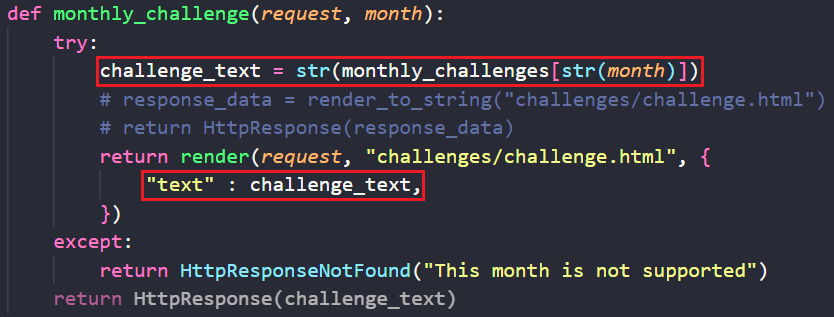 def monthly_challenge(request, month):
    try:
        challenge_text = str(monthly_challenges[str(month)])
        # response_data = render_to_string("challenges/challenge.html")
        # return HttpResponse(response_data)
        return render(request, "challenges/challenge.html", {
            "text" : challenge_text,
        })
    except:
        return HttpResponseNotFound("This month is not supported")
    return HttpResponse(challenge_text)